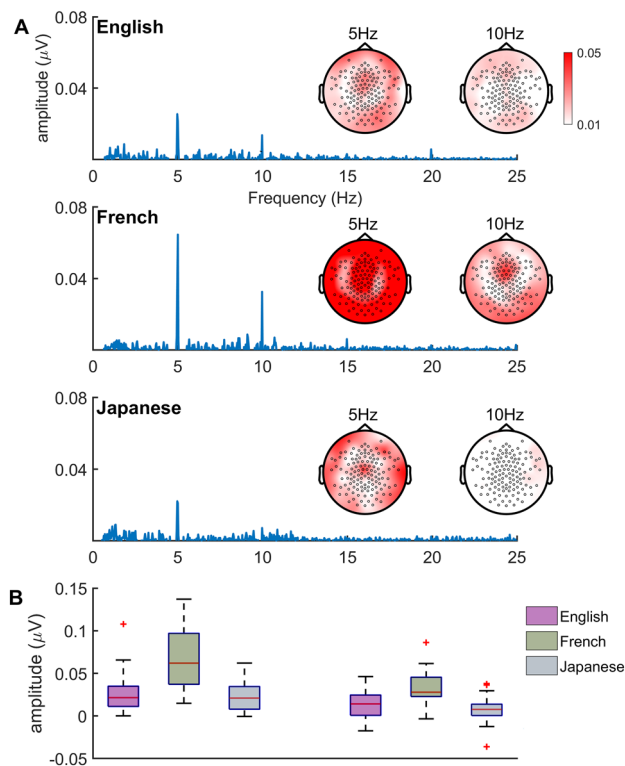 A
English
0.08
0.04
0
amplitude (μV)
5Hz
10Hz
0.05
0.01
0 5 10 15 20 25
Frequency (Hz)
French
0.08
0.04
0
5Hz
10Hz
0 5 10 15 20 25
Japanese
0.08
0.04
0
5Hz
10Hz
0 5 10 15 20 25
B
0.15
0.1
0.05
0
-0.05
amplitude (μV)
English
French
Japanese